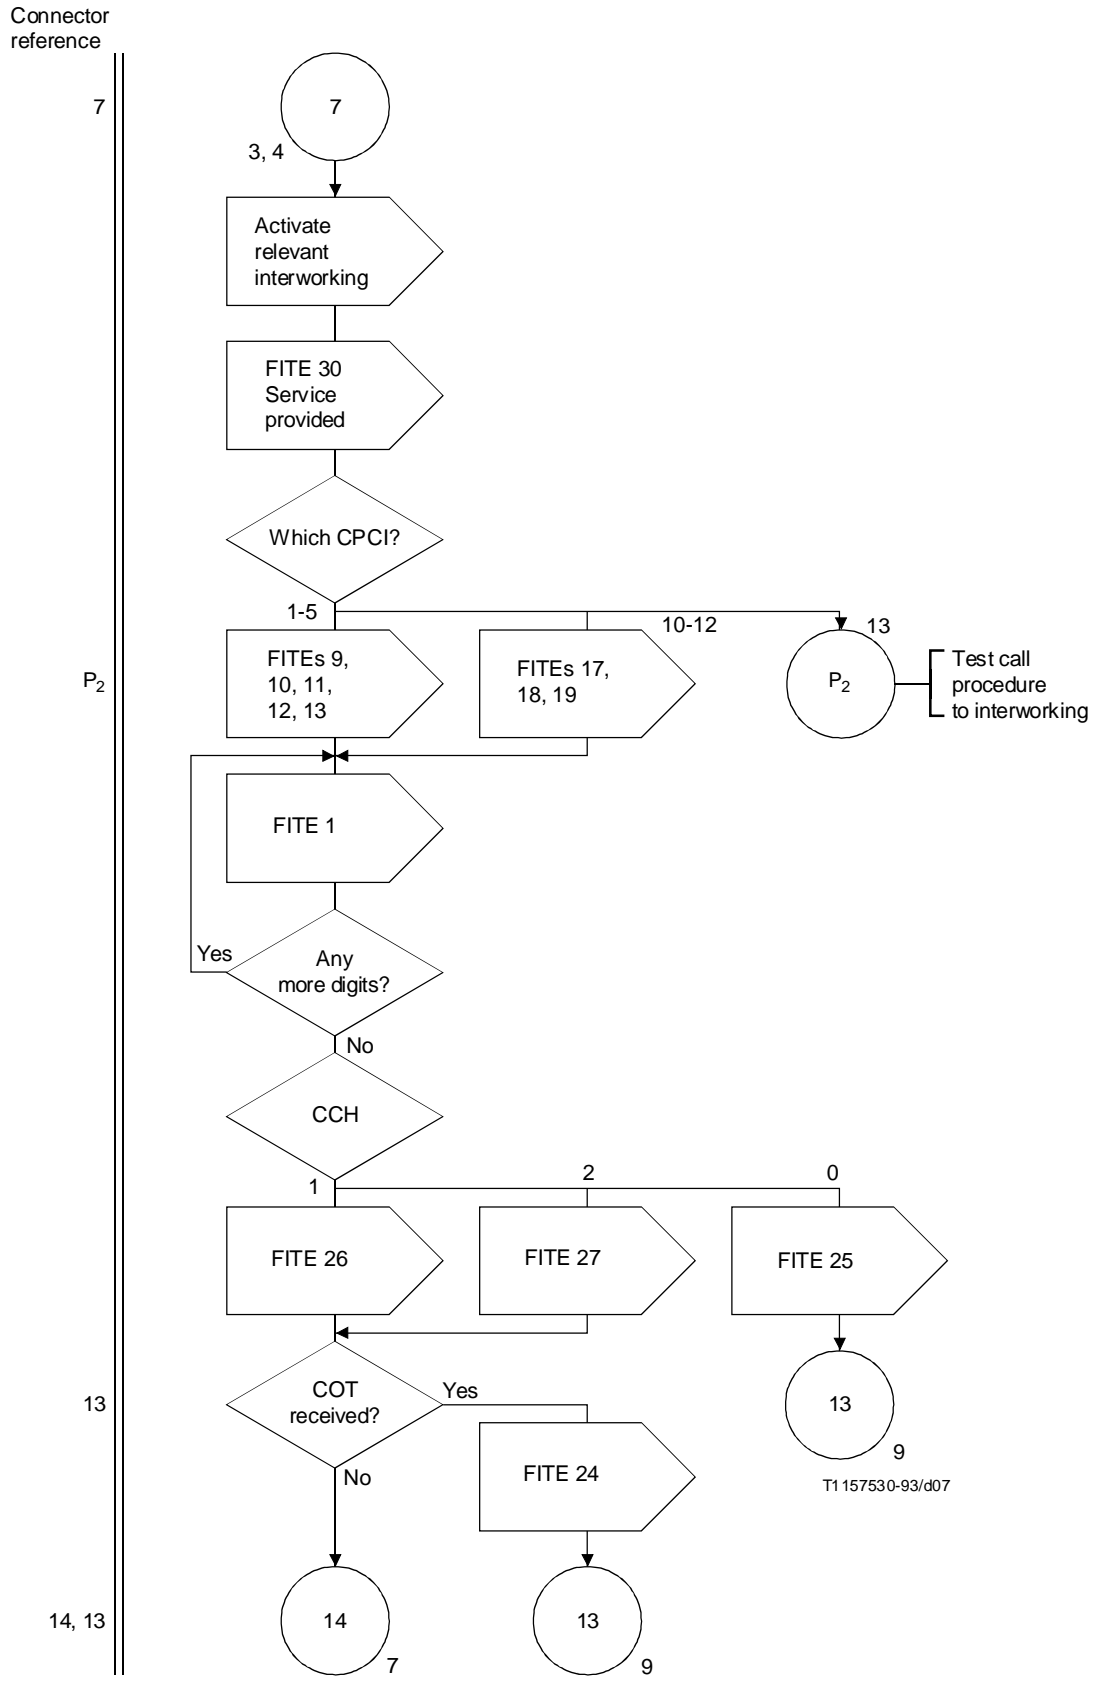 Connector
reference
7
7
3, 4
Activate
relevant
interworking
FITE 30
Service
provided
Which CPCI?
1-5
10-12
13
P2
FITEs 9,
10, 11,
12, 13
FITEs 17,
18, 19
P2
Test call
procedure
to interworking
FITE 1
Yes
Any
more digits?
No
CCH
1
2
0
FITE 26
FITE 27
FITE 25
13
COT
received?
Yes
13
9
No
FITE 24
T1157530-93/d07
14, 13
14
7
13
9